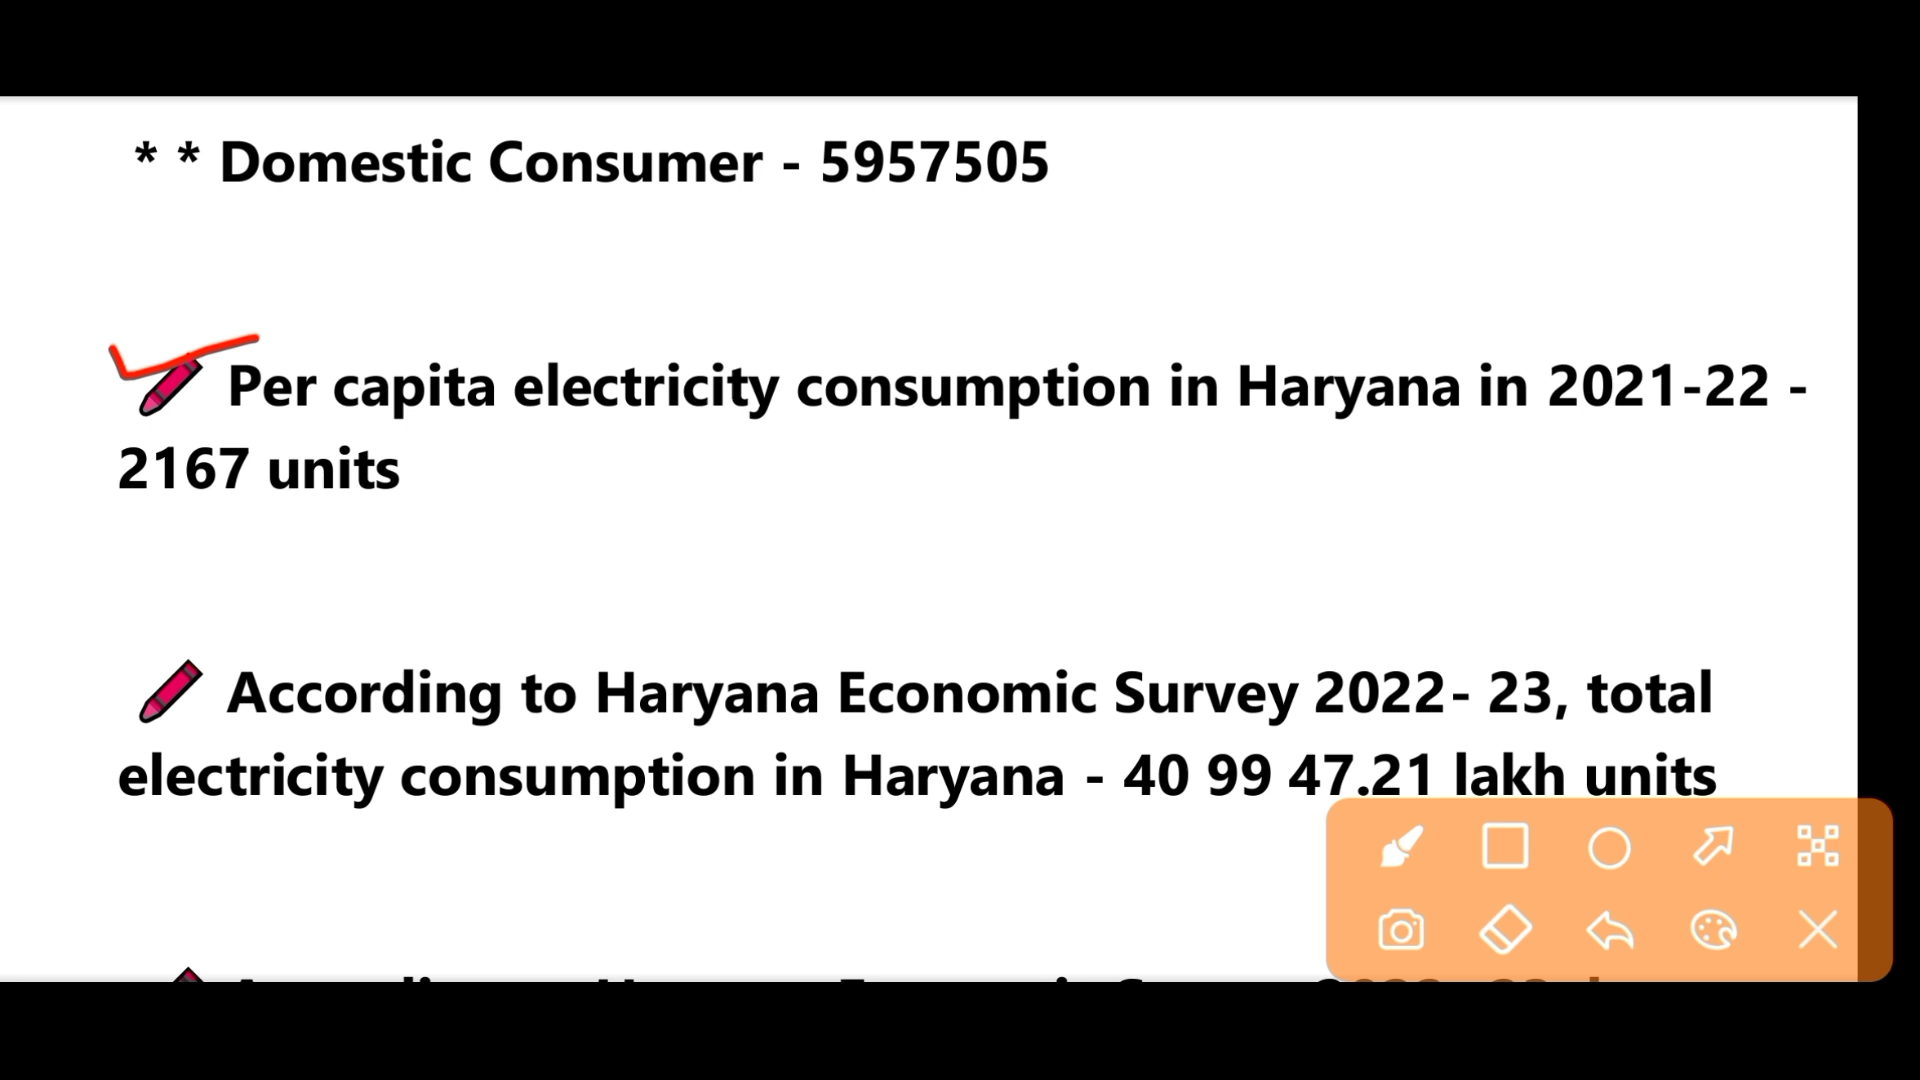 * * Domestic Consumer - 5957505
Per capita electricity consumption in Haryana in 2021-22 -
2167 units
According to Haryana Economic Survey 2022- 23, total
electricity consumption in Haryana - 40 99 47.21 lakh units